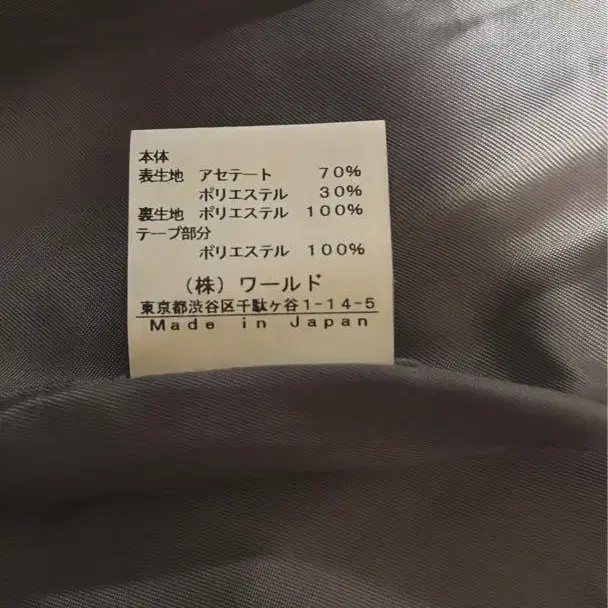 本体
表生地 アセテート 70%
ポリエステル 30%
裏生地 ポリエステル 100%
テープ部分
ポリエステル 100%
(株)ワールド
東京都渋谷区千駄ヶ谷1-14-5
Made in Japan